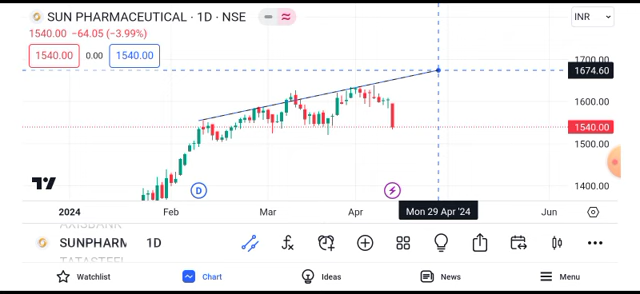 SUN PHARMACEUTICAL · 1D · NSE
INR
1540.00 −64.05 (−3.99%)
1540.00 0.00 1540.00
1700.00
1674.60
1600.00
1540.00
1500.00
1400.00
D
2024 Feb Mar Apr Mon 29 Apr '24 Jun
AXISBANK
SUNPHARM 1D
TATASTEEL
Watchlist Chart Ideas News Menu